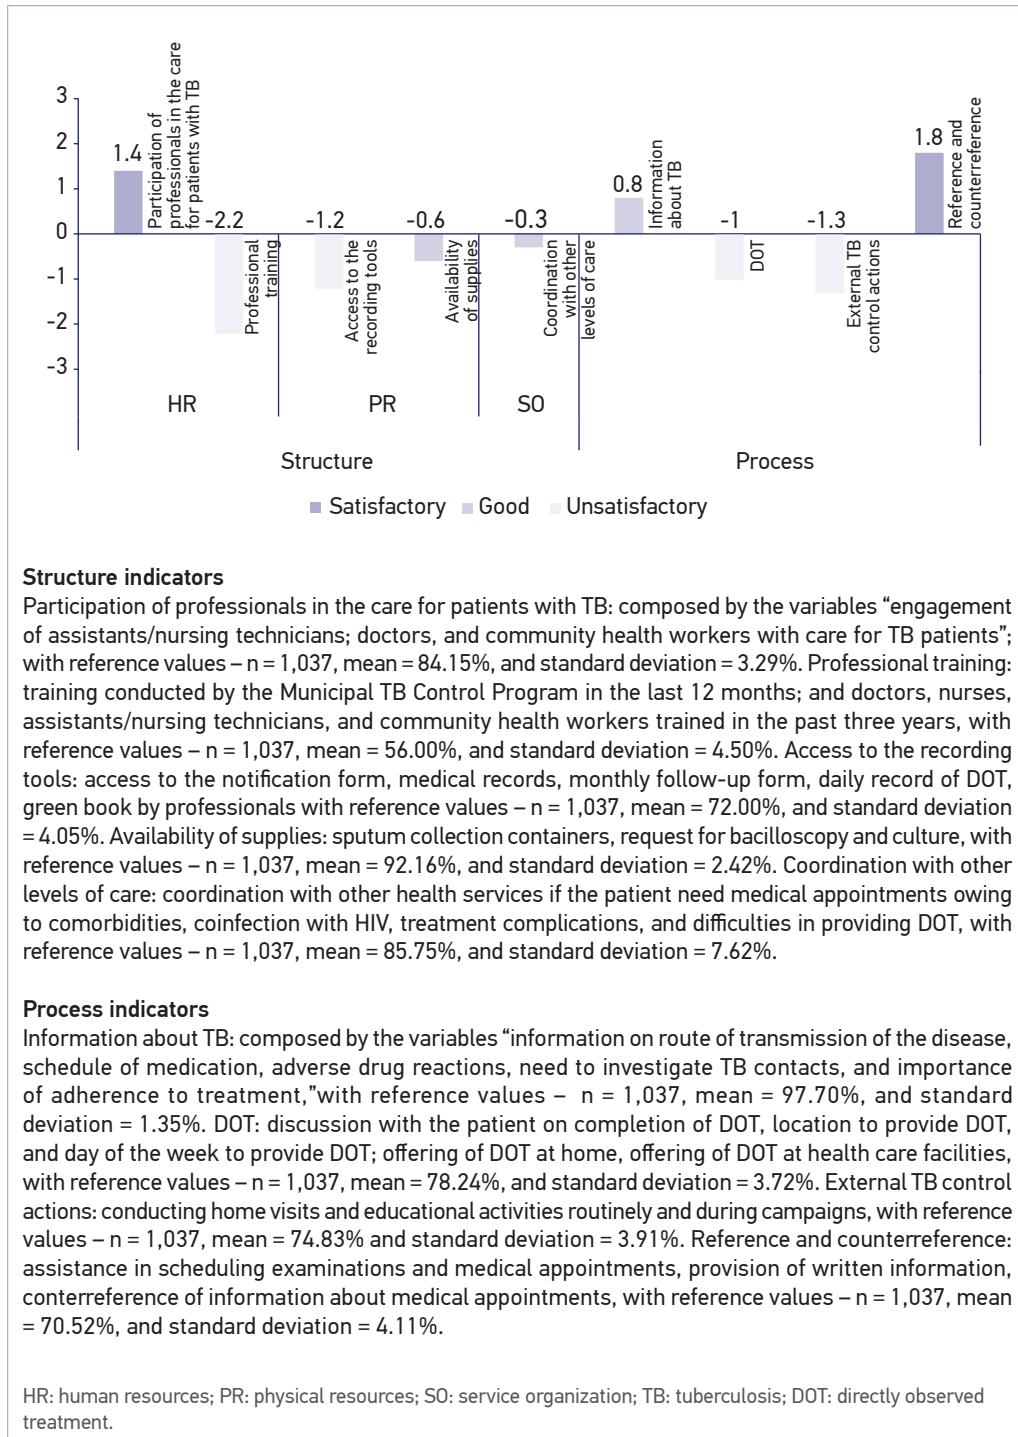 3
2
1
0
-1
-2
-3
1.4
Participation of
professionals in the care
for patients with TB
-2.2
Professional
training
-1.2
Access to the
recording tools
-0.6
Availability
of supplies
-0.3
Coordination
with other
levels of care
0.8
Information
about TB
-1
DOT
-1.3
External TB
control actions
1.8
Reference and
counterreference
HR
PR
SO
Structure
Process
Satisfactory
Good
Unsatisfactory
Structure indicators
Participation of professionals in the care for patients with TB: composed by the variables “engagement
of assistants/nursing technicians; doctors, and community health workers with care for TB patients”;
with reference values – n = 1,037, mean = 84.15%, and standard deviation = 3.29%. Professional training:
training conducted by the Municipal TB Control Program in the last 12 months; and doctors, nurses,
assistants/nursing technicians, and community health workers trained in the past three years, with
reference values – n = 1,037, mean = 56.00%, and standard deviation = 4.50%. Access to the recording
tools: access to the notification form, medical records, monthly follow-up form, daily record of DOT,
green book by professionals with reference values – n = 1,037, mean = 72.00%, and standard deviation
= 4.05%. Availability of supplies: sputum collection containers, request for bacilloscopy and culture, with
reference values – n = 1,037, mean = 92.16%, and standard deviation = 2.42%. Coordination with other
levels of care: coordination with other health services if the patient need medical appointments owing
to comorbidities, coinfection with HIV, treatment complications, and difficulties in providing DOT, with
reference values – n = 1,037, mean = 85.75%, and standard deviation = 7.62%.
Process indicators
Information about TB: composed by the variables “information on route of transmission of the disease,
schedule of medication, adverse drug reactions, need to investigate TB contacts, and importance
of adherence to treatment,”with reference values – n = 1,037, mean = 97.70%, and standard
deviation = 1.35%. DOT: discussion with the patient on completion of DOT, location to provide DOT,
and day of the week to provide DOT; offering of DOT at home, offering of DOT at health care facilities,
with reference values – n = 1,037, mean = 78.24%, and standard deviation = 3.72%. External TB control
actions: conducting home visits and educational activities routinely and during campaigns, with reference
values – n = 1,037, mean = 74.83% and standard deviation = 3.91%. Reference and counterreference:
assistance in scheduling examinations and medical appointments, provision of written information,
conterreference of information about medical appointments, with reference values – n = 1,037, mean
= 70.52%, and standard deviation = 4.11%.
HR: human resources; PR: physical resources; SO: service organization; TB: tuberculosis; DOT: directly observed
treatment.